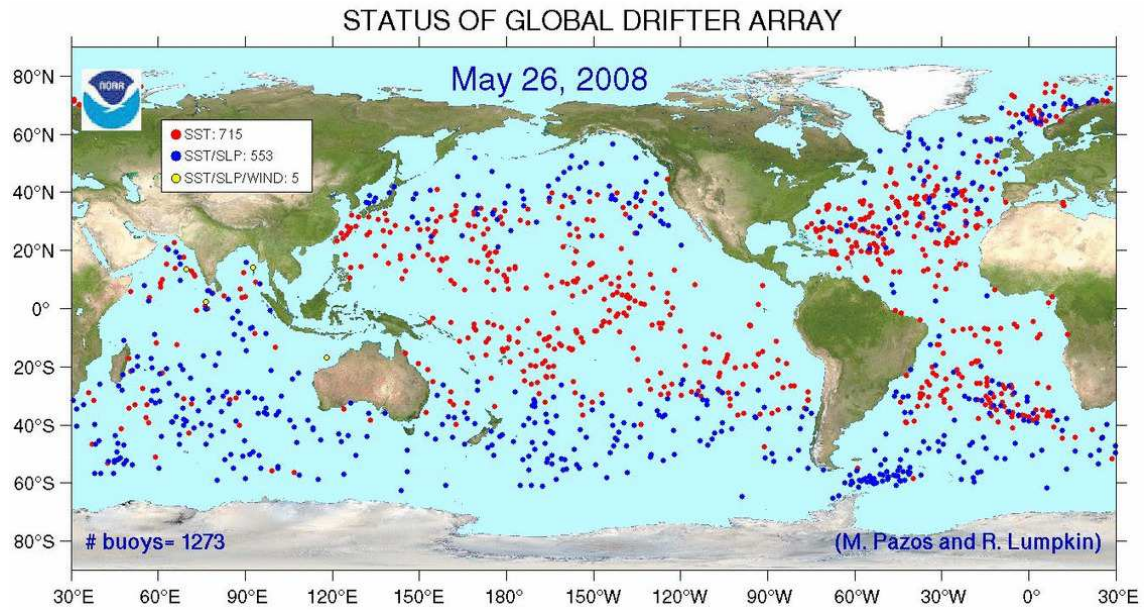 STATUS OF GLOBAL DRIFTER ARRAY
80°N
60°N
40°N
20°N
0°
20°S
40°S
60°S
80°S
NOAA
May 26, 2008
SST: 715
SST/SLP: 553
SST/SLP/WIND: 5
# buoys= 1273
(M. Pazos and R. Lumpkin)
30°E 60°E 90°E 120°E 150°E 180°E 150°W 120°W 90°W 60°W 30°W 0°E 30°E